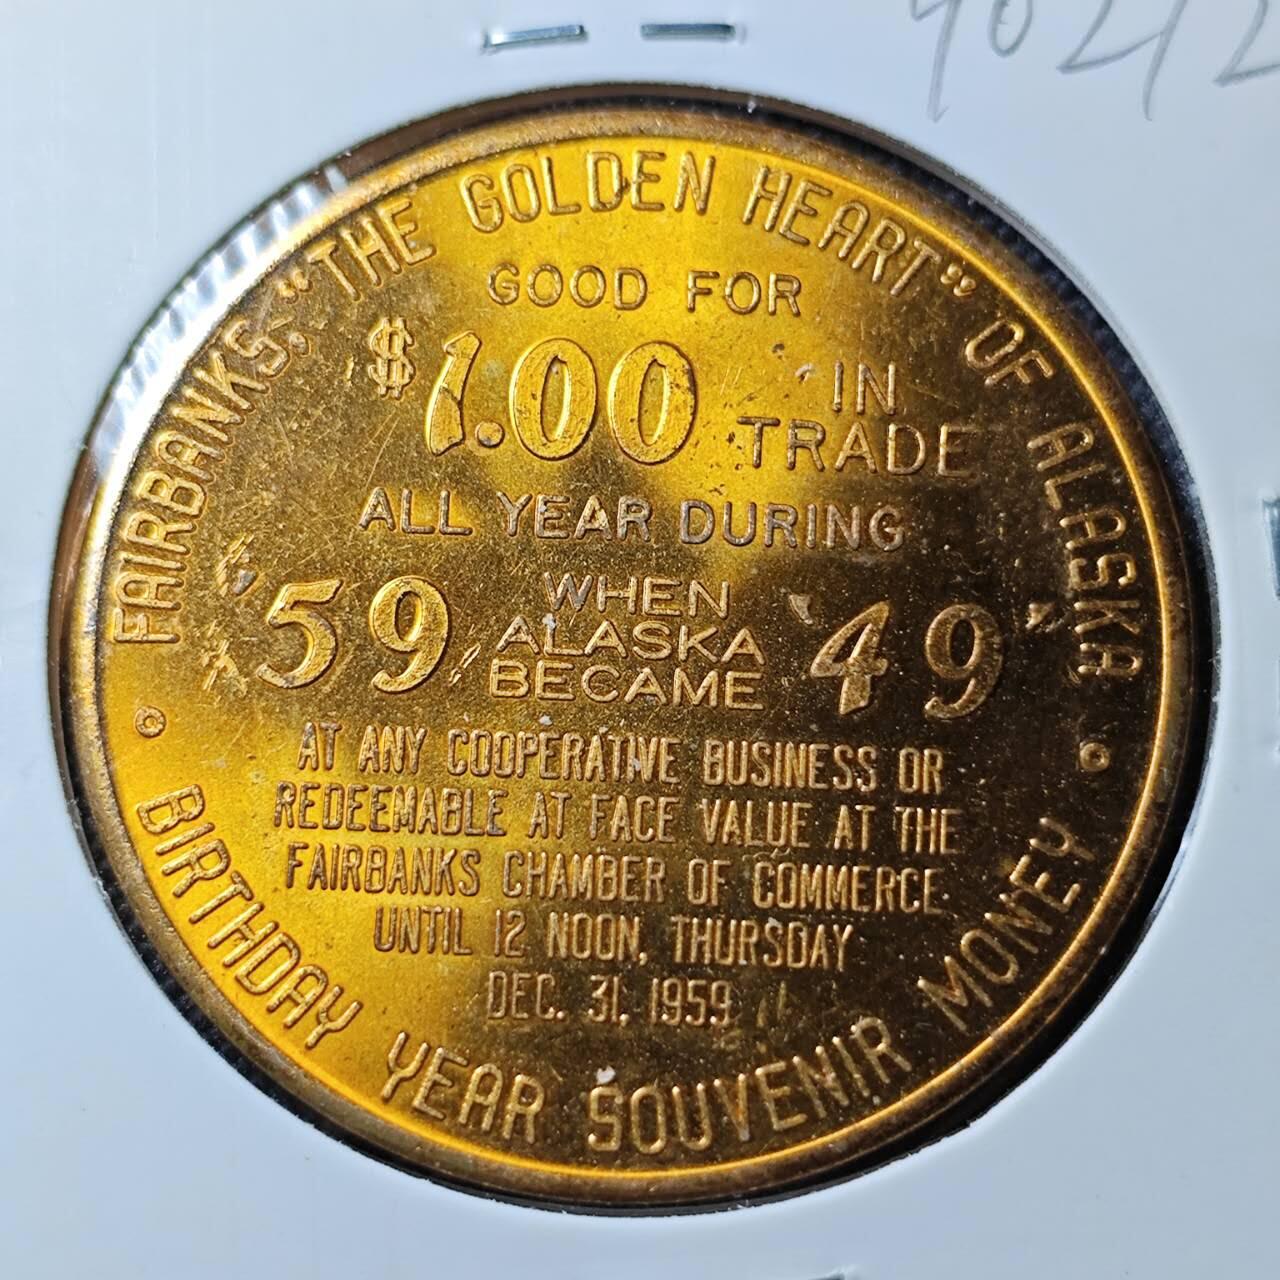 FAIRBANKS, "THE GOLDEN HEART" OF ALASKA
GOOD FOR
$1.00 IN TRADE
ALL YEAR DURING
'59 WHEN ALASKA BECAME '49
AT ANY COOPERATIVE BUSINESS OR
REDEEMABLE AT FACE VALUE AT THE
FAIRBANKS CHAMBER OF COMMERCE
UNTIL 12 NOON, THURSDAY
DEC. 31, 1959
BIRTHDAY YEAR SOUVENIR MONEY